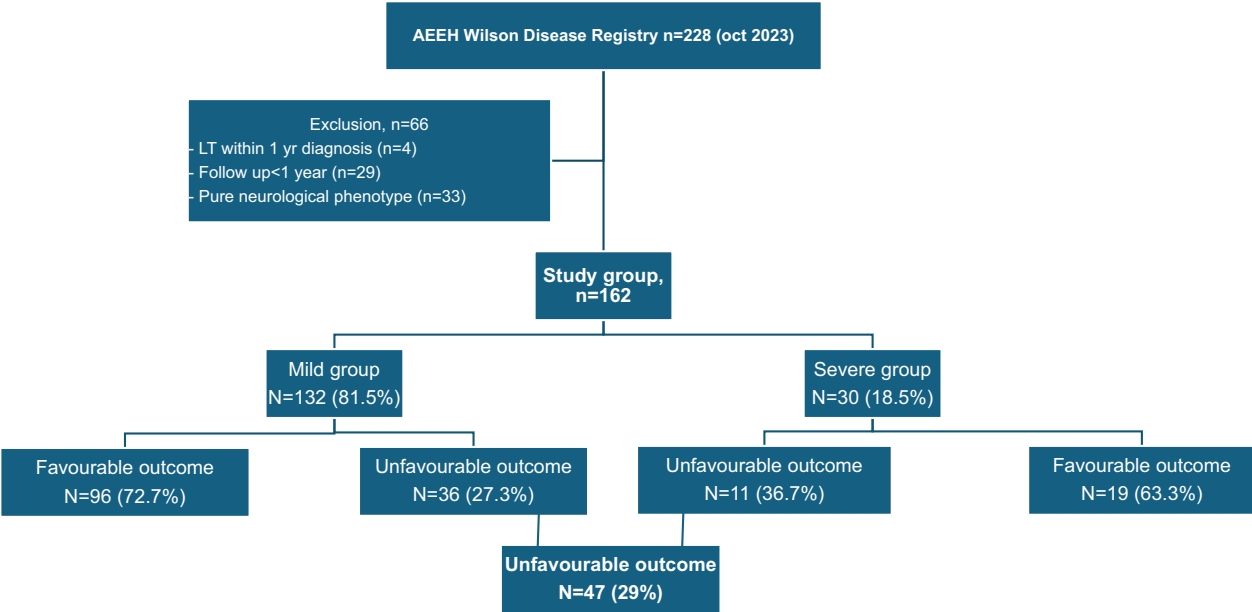 AEEH Wilson Disease Registry n=228 (oct 2023)
Exclusion, n=66
- LT within 1 yr diagnosis (n=4)
- Follow up<1 year (n=29)
- Pure neurological phenotype (n=33)
Study group,
n=162
Mild group
N=132 (81.5%)
Severe group
N=30 (18.5%)
Favourable outcome
N=96 (72.7%)
Unfavourable outcome
N=36 (27.3%)
Unfavourable outcome
N=11 (36.7%)
Favourable outcome
N=19 (63.3%)
Unfavourable outcome
N=47 (29%)